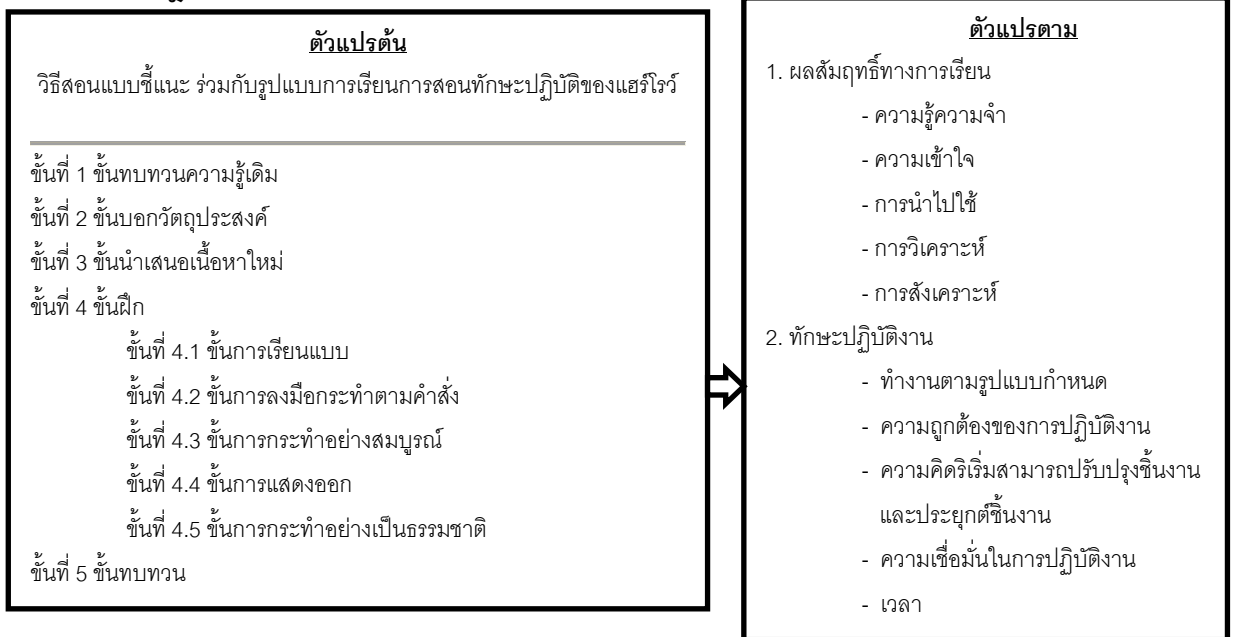 ตัวแปรต้น
วิธีสอนแบบชี้แนะ ร่วมกับรูปแบบการเรียนการสอนทักษะปฏิบัติของแฮร์โรว์
ขั้นที่ 1 ขั้นทบทวนความรู้เดิม
ขั้นที่ 2 ขั้นบอกวัตถุประสงค์
ขั้นที่ 3 ขั้นนำเสนอเนื้อหาใหม่
ขั้นที่ 4 ขั้นฝึก
ขั้นที่ 4.1 ขั้นการเรียนแบบ
ขั้นที่ 4.2 ขั้นการลงมือกระทำตามคำสั่ง
ขั้นที่ 4.3 ขั้นการกระทำอย่างสมบูรณ์
ขั้นที่ 4.4 ขั้นการแสดงออก
ขั้นที่ 4.5 ขั้นการกระทำอย่างเป็นธรรมชาติ
ขั้นที่ 5 ขั้นทบทวน
ตัวแปรตาม
1. ผลสัมฤทธิ์ทางการเรียน
- ความรู้ความจำ
- ความเข้าใจ
- การนำไปใช้
- การวิเคราะห์
- การสังเคราะห์
2. ทักษะปฏิบัติงาน
- ทำงานตามรูปแบบกำหนด
- ความถูกต้องของการปฏิบัติงาน
- ความคิดริเริ่มสามารถปรับปรุงชิ้นงาน
และประยุกต์ชิ้นงาน
- ความเชื่อมั่นในการปฏิบัติงาน
- เวลา